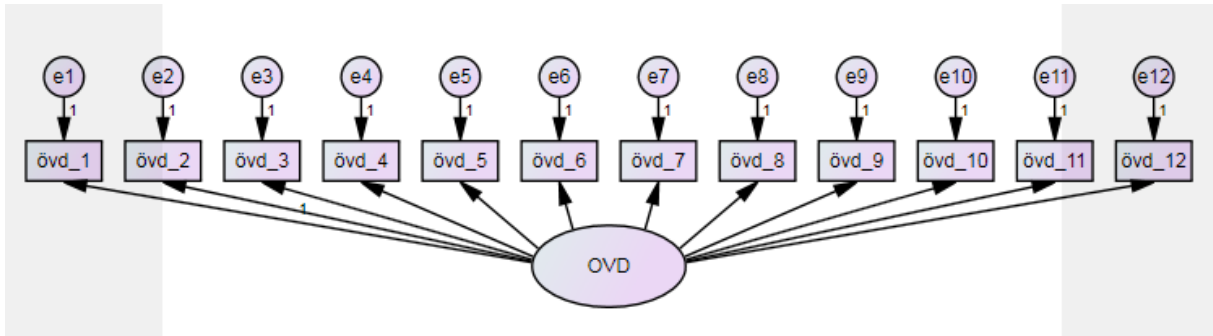 e1 e2 e3 e4 e5 e6 e7 e8 e9 e10 e11 e12
1 1 1 1 1 1 1 1 1 1 1 1
övd_1 övd_2 övd_3 övd_4 övd_5 övd_6 övd_7 övd_8 övd_9 övd_10 övd_11 övd_12
1
OVD